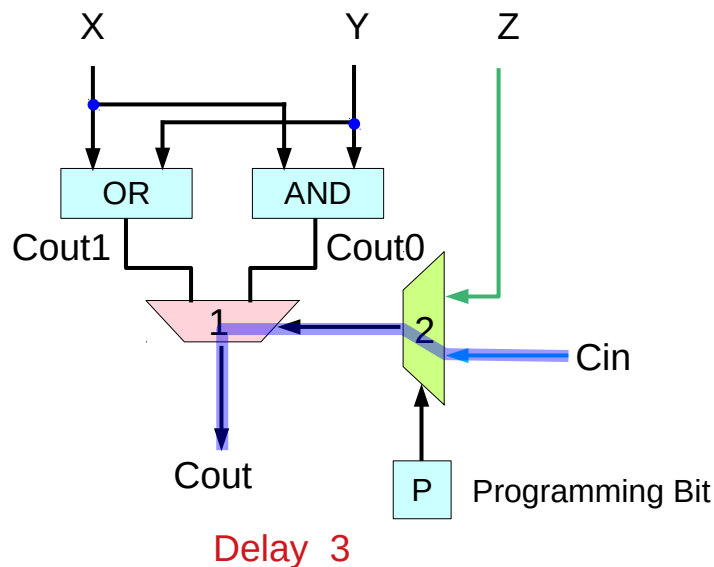 X Y Z
OR AND
Cout1 Cout0
1 2
Cin
Cout
P Programming Bit
Delay 3